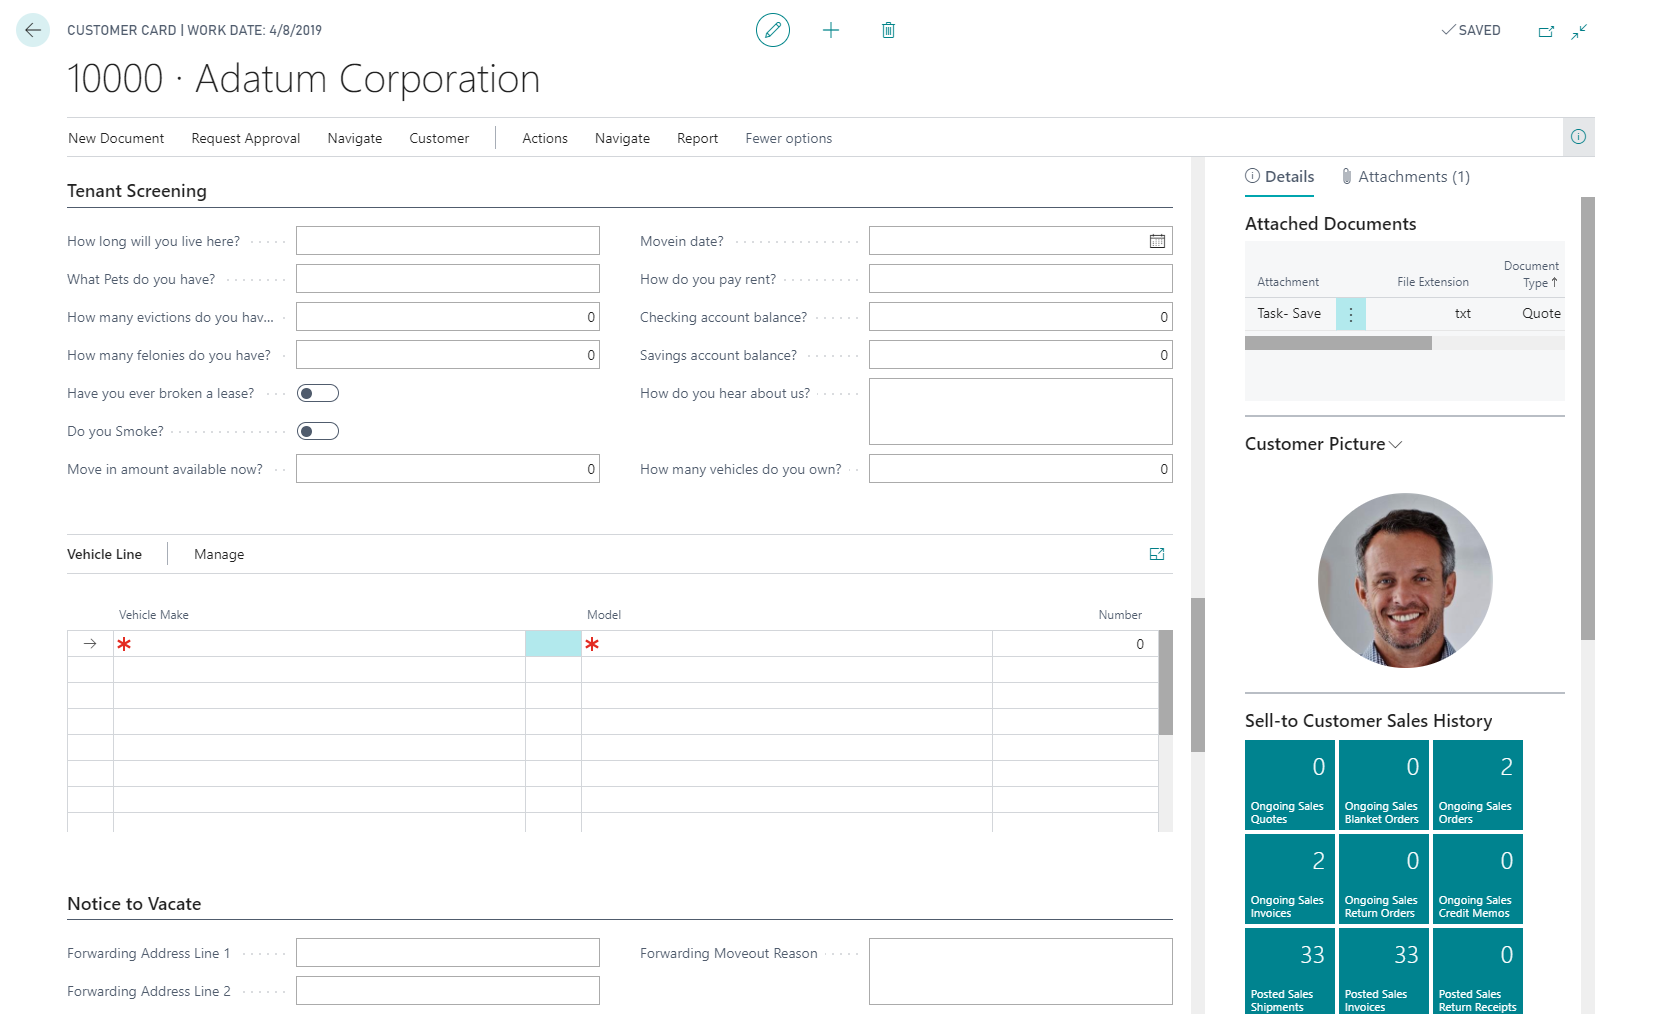 CUSTOMER CARD | WORK DATE: 4/8/2019
SAVED
10000 · Adatum Corporation
New Document Request Approval Navigate Customer Actions Navigate Report Fewer options
Tenant Screening
How long will you live here?
What Pets do you have?
How many evictions do you hav... 0
How many felonies do you have? 0
Have you ever broken a lease?
Do you Smoke?
Move in amount available now? 0
Movein date?
How do you pay rent?
Checking account balance? 0
Savings account balance? 0
How do you hear about us?
How many vehicles do you own? 0
Vehicle Line Manage
Vehicle Make Model Number
0
Notice to Vacate
Forwarding Address Line 1
Forwarding Address Line 2
Forwarding Moveout Reason
Details Attachments (1)
Attached Documents
Attachment File Extension Document
Type ↑
Task- Save txt Quote
Customer Picture
Sell-to Customer Sales History
0
Ongoing Sales
Quotes
0
Ongoing Sales
Blanket Orders
2
Ongoing Sales
Orders
2
Ongoing Sales
Invoices
0
Ongoing Sales
Return Orders
0
Ongoing Sales
Credit Memos
33
Posted Sales
Shipments
33
Posted Sales
Invoices
0
Posted Sales
Return Receipts